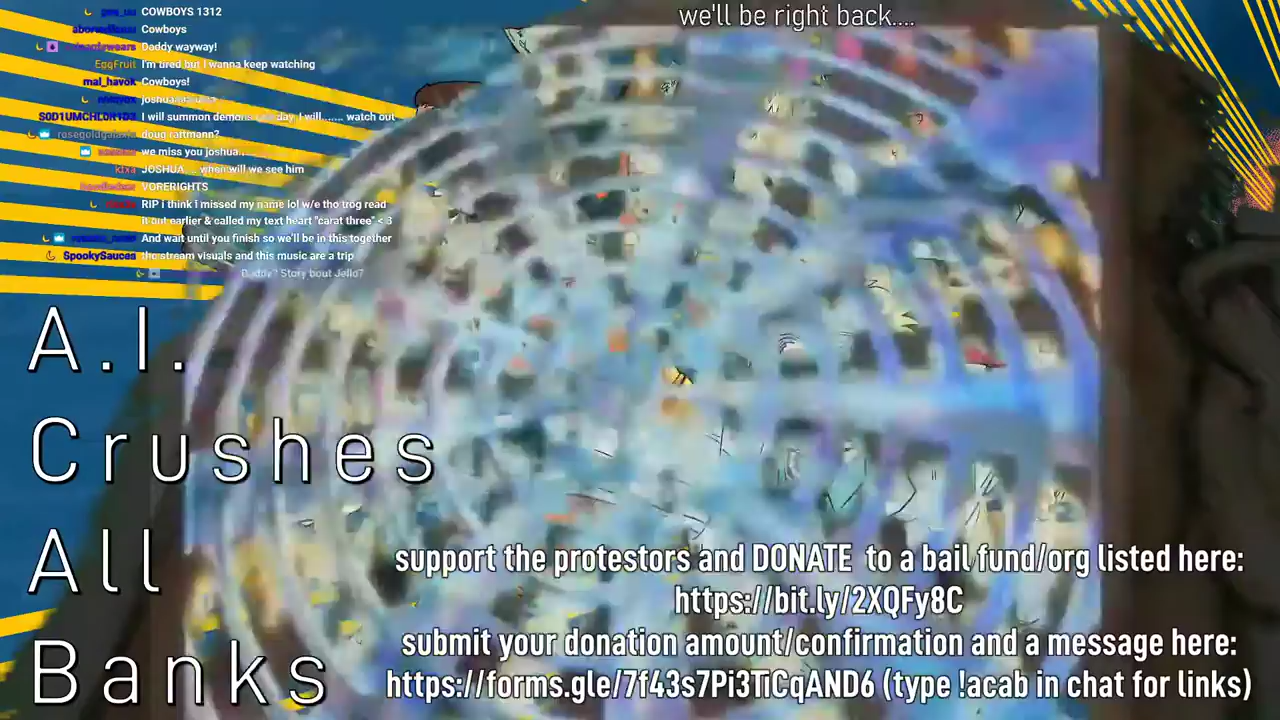 we'll be right back....
COWBOYS 1312
Cowboys
Daddy wayway!
EggFruit I'm tired but I wanna keep watching
mal_havok Cowboys!
I will summon demons one day I will....... watch out
rosegoldgalaxie doug rattmann?
we miss you joshua..
kixa JOSHUA... when will we see him
VORERIGHTS
RIP i think i missed my name lol w/e tho trog read
it out earlier & called my text heart "carat three" < 3
And wait until you finish so we'll be in this together
SpookySauces the stream visuals and this music are a trip
Daddy? Story bout Jello?
A.I.
Crushes
All
Banks
support the protestors and DONATE to a bail fund/org listed here:
https://bit.ly/2XQFy8C
submit your donation amount/confirmation and a message here:
https://forms.gle/7f43s7Pi3TiCqAND6 (type !acab in chat for links)